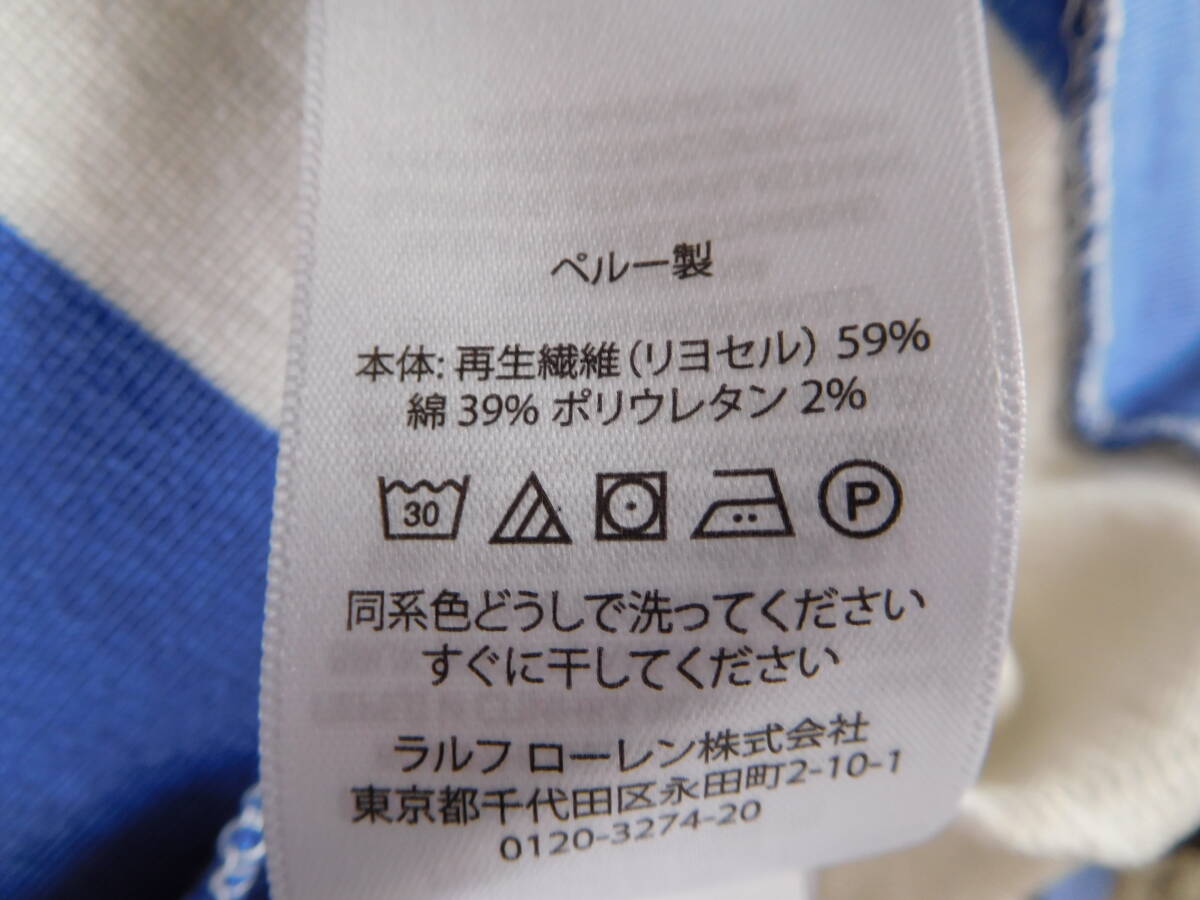 ペルー製
本体: 再生繊維 (リヨセル) 59%
綿 39% ポリウレタン 2%
30 P
同系色どうしで洗ってください
すぐに干してください
ラルフ ローレン株式会社
東京都千代田区永田町2-10-1
0120-3274-20